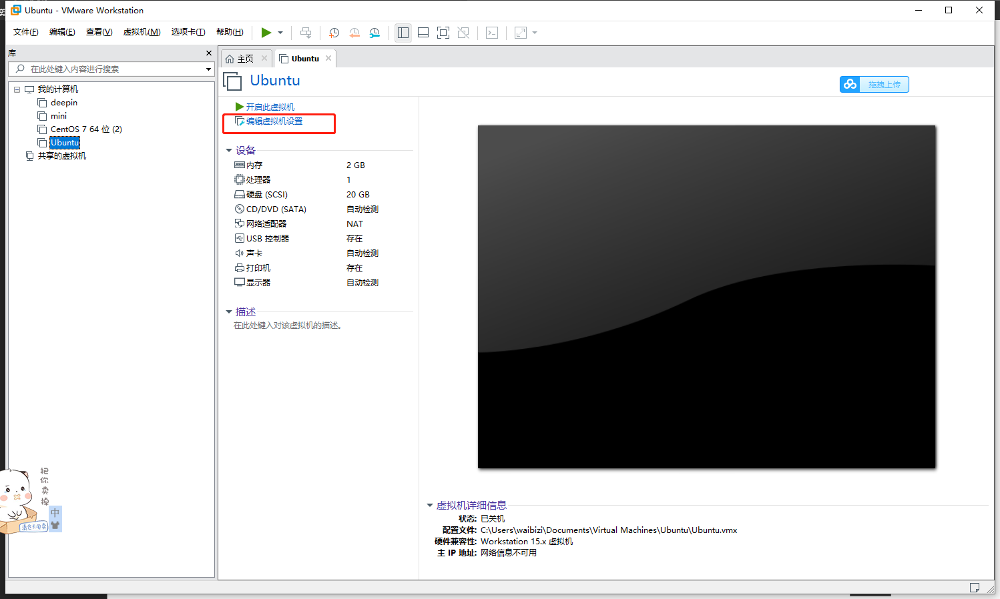 Ubuntu - VMware Workstation
文件(F) 编辑(E) 查看(V) 虚拟机(M) 选项卡(T) 帮助(H)
库
在此处键入内容进行搜索
我的计算机
deepin
mini
CentOS 7 64 位 (2)
Ubuntu
共享的虚拟机
主页
Ubuntu
Ubuntu
拖拽上传
开启此虚拟机
编辑虚拟机设置
设备
内存 2 GB
处理器 1
硬盘 (SCSI) 20 GB
CD/DVD (SATA) 自动检测
网络适配器 NAT
USB 控制器 存在
声卡 自动检测
打印机 存在
显示器 自动检测
描述
在此处键入对该虚拟机的描述。
虚拟机详细信息
状态: 已关机
配置文件: C:\Users\waibizi\Documents\Virtual Machines\Ubuntu\Ubuntu.vmx
硬件兼容性: Workstation 15.x 虚拟机
主 IP 地址: 网络信息不可用
把你卖掉
中